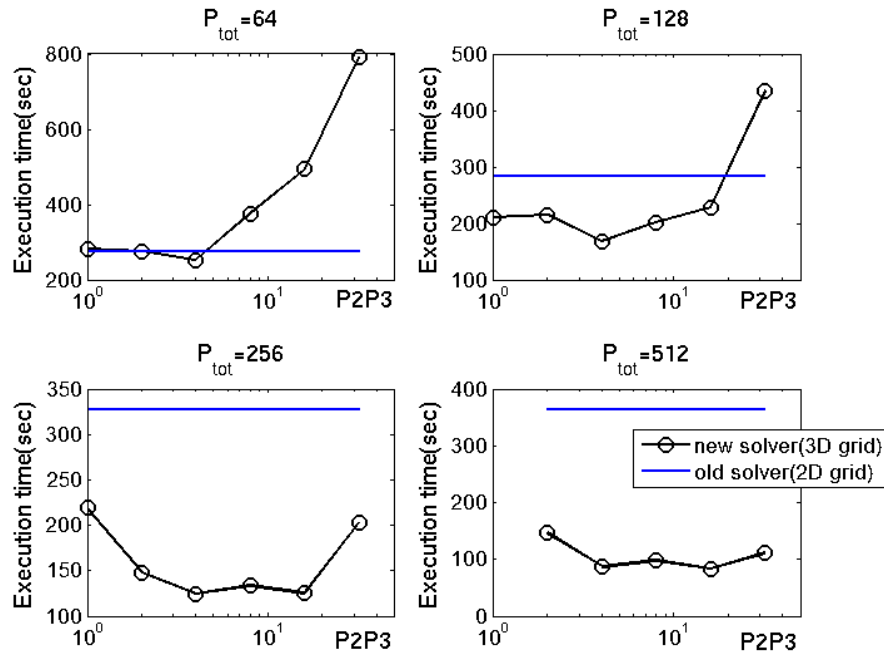 P_tot=64
P_tot=128
Execution time(sec)
800
600
400
200
10^0
10^1
P2P3
Execution time(sec)
500
400
300
200
100
10^0
10^1
P2P3
P_tot=256
P_tot=512
Execution time(sec)
350
300
250
200
150
100
10^0
10^1
P2P3
Execution time(sec)
400
300
200
100
0
10^0
10^1
P2P3
new solver(3D grid)
old solver(2D grid)